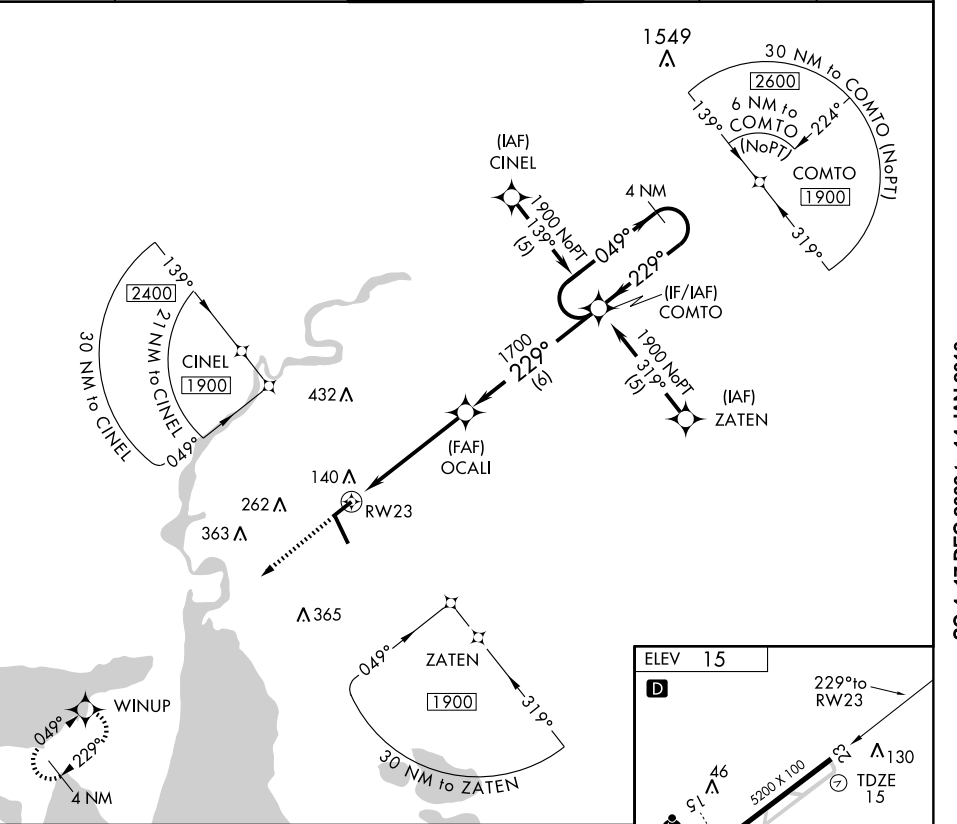 1549
30 NM to COMTO (NoPT)
2600
6 NM to
COMTO
(NoPT)
139°
224°
COMTO
1900
319°
(IAF)
CINEL
1900 NoPT
139°
(5)
4 NM
049°
229°
(IF/IAF)
COMTO
1700
229°
(6)
1900 NoPT
319°
(5)
(IAF)
ZATEN
139°
2400
30 NM to CINEL
21 NM to CINEL
CINEL
1900
049°
432
(FAF)
OCALI
140
262
RW23
363
365
049°
ZATEN
1900
319°
30 NM to ZATEN
WINUP
049°
229°
4 NM
ELEV 15
D
229° to
RW23
23
130
5200 X 100
TDZE
15
46
15